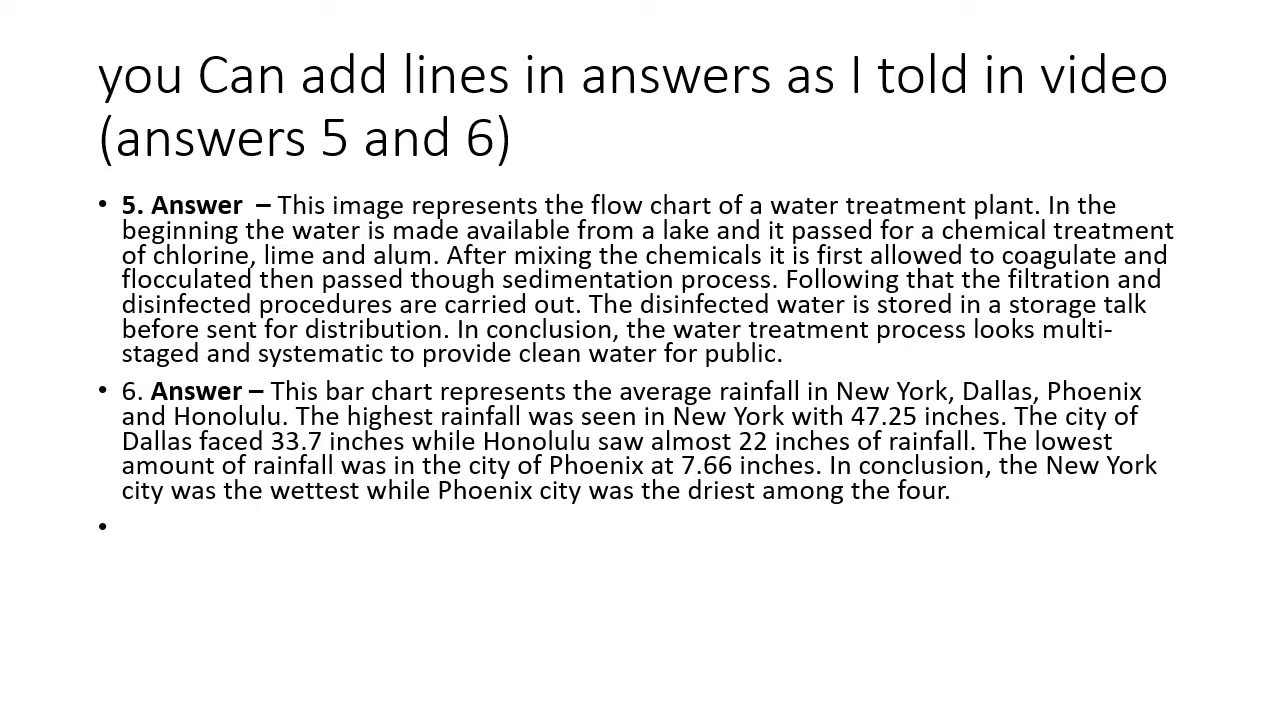 you Can add lines in answers as I told in video
(answers 5 and 6)
• 5. Answer – This image represents the flow chart of a water treatment plant. In the
beginning the water is made available from a lake and it passed for a chemical treatment
of chlorine, lime and alum. After mixing the chemicals it is first allowed to coagulate and
flocculated then passed though sedimentation process. Following that the filtration and
disinfected procedures are carried out. The disinfected water is stored in a storage talk
before sent for distribution. In conclusion, the water treatment process looks multi-
staged and systematic to provide clean water for public.
• 6. Answer – This bar chart represents the average rainfall in New York, Dallas, Phoenix
and Honolulu. The highest rainfall was seen in New York with 47.25 inches. The city of
Dallas faced 33.7 inches while Honolulu saw almost 22 inches of rainfall. The lowest
amount of rainfall was in the city of Phoenix at 7.66 inches. In conclusion, the New York
city was the wettest while Phoenix city was the driest among the four.
•